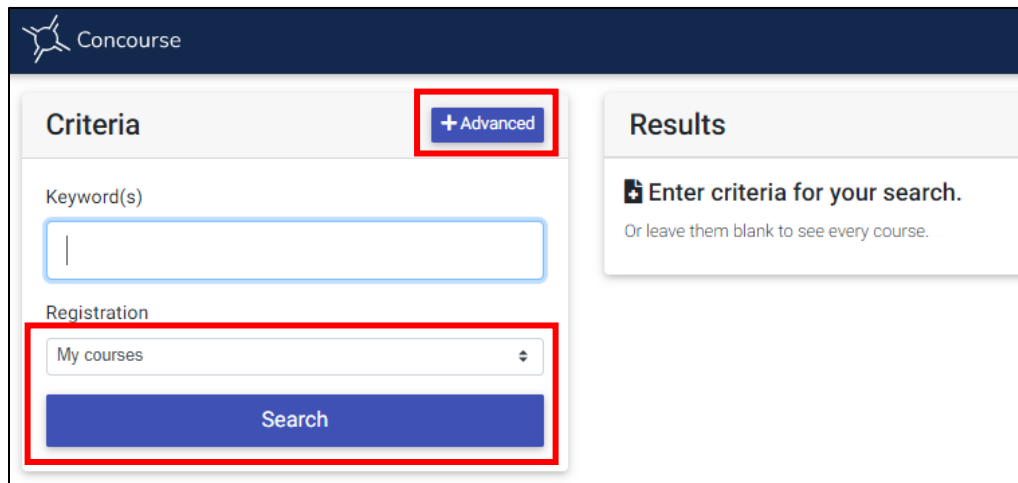 Concourse
Criteria
+ Advanced
Keyword(s)
Registration
My courses
Search
Results
Enter criteria for your search.
Or leave them blank to see every course.